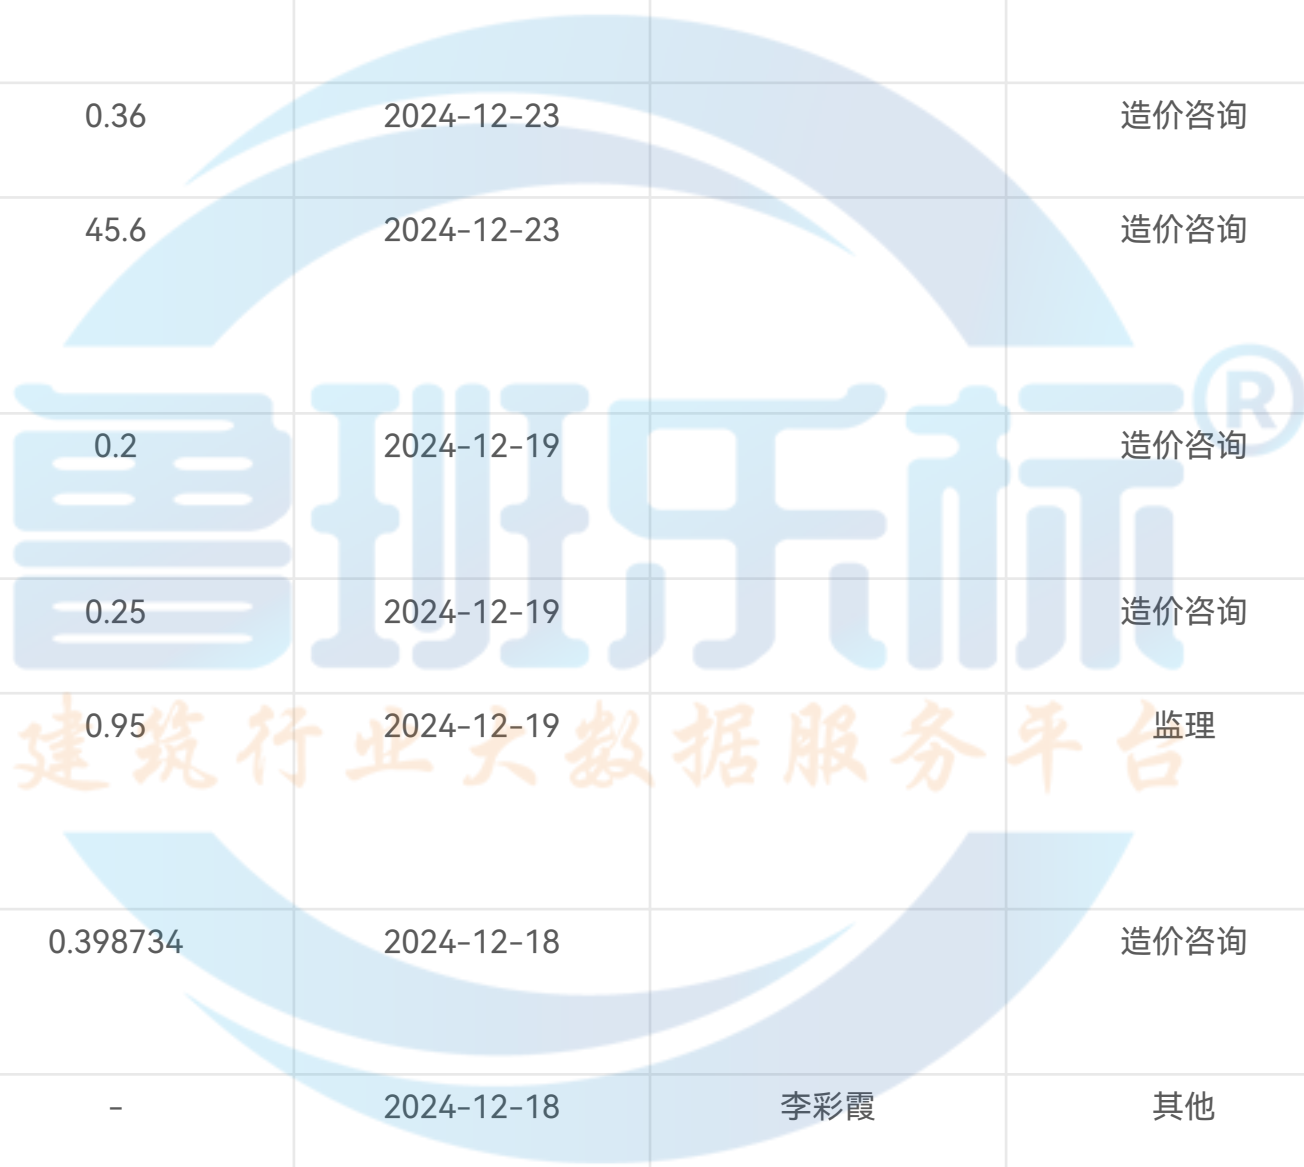 0.36 2024-12-23 造价咨询
45.6 2024-12-23 造价咨询
鲁班乐标®
0.2 2024-12-19 造价咨询
0.25 2024-12-19 造价咨询
建筑行业大数据服务平台
0.95 2024-12-19 监理
0.398734 2024-12-18 造价咨询
- 2024-12-18 李彩霞 其他